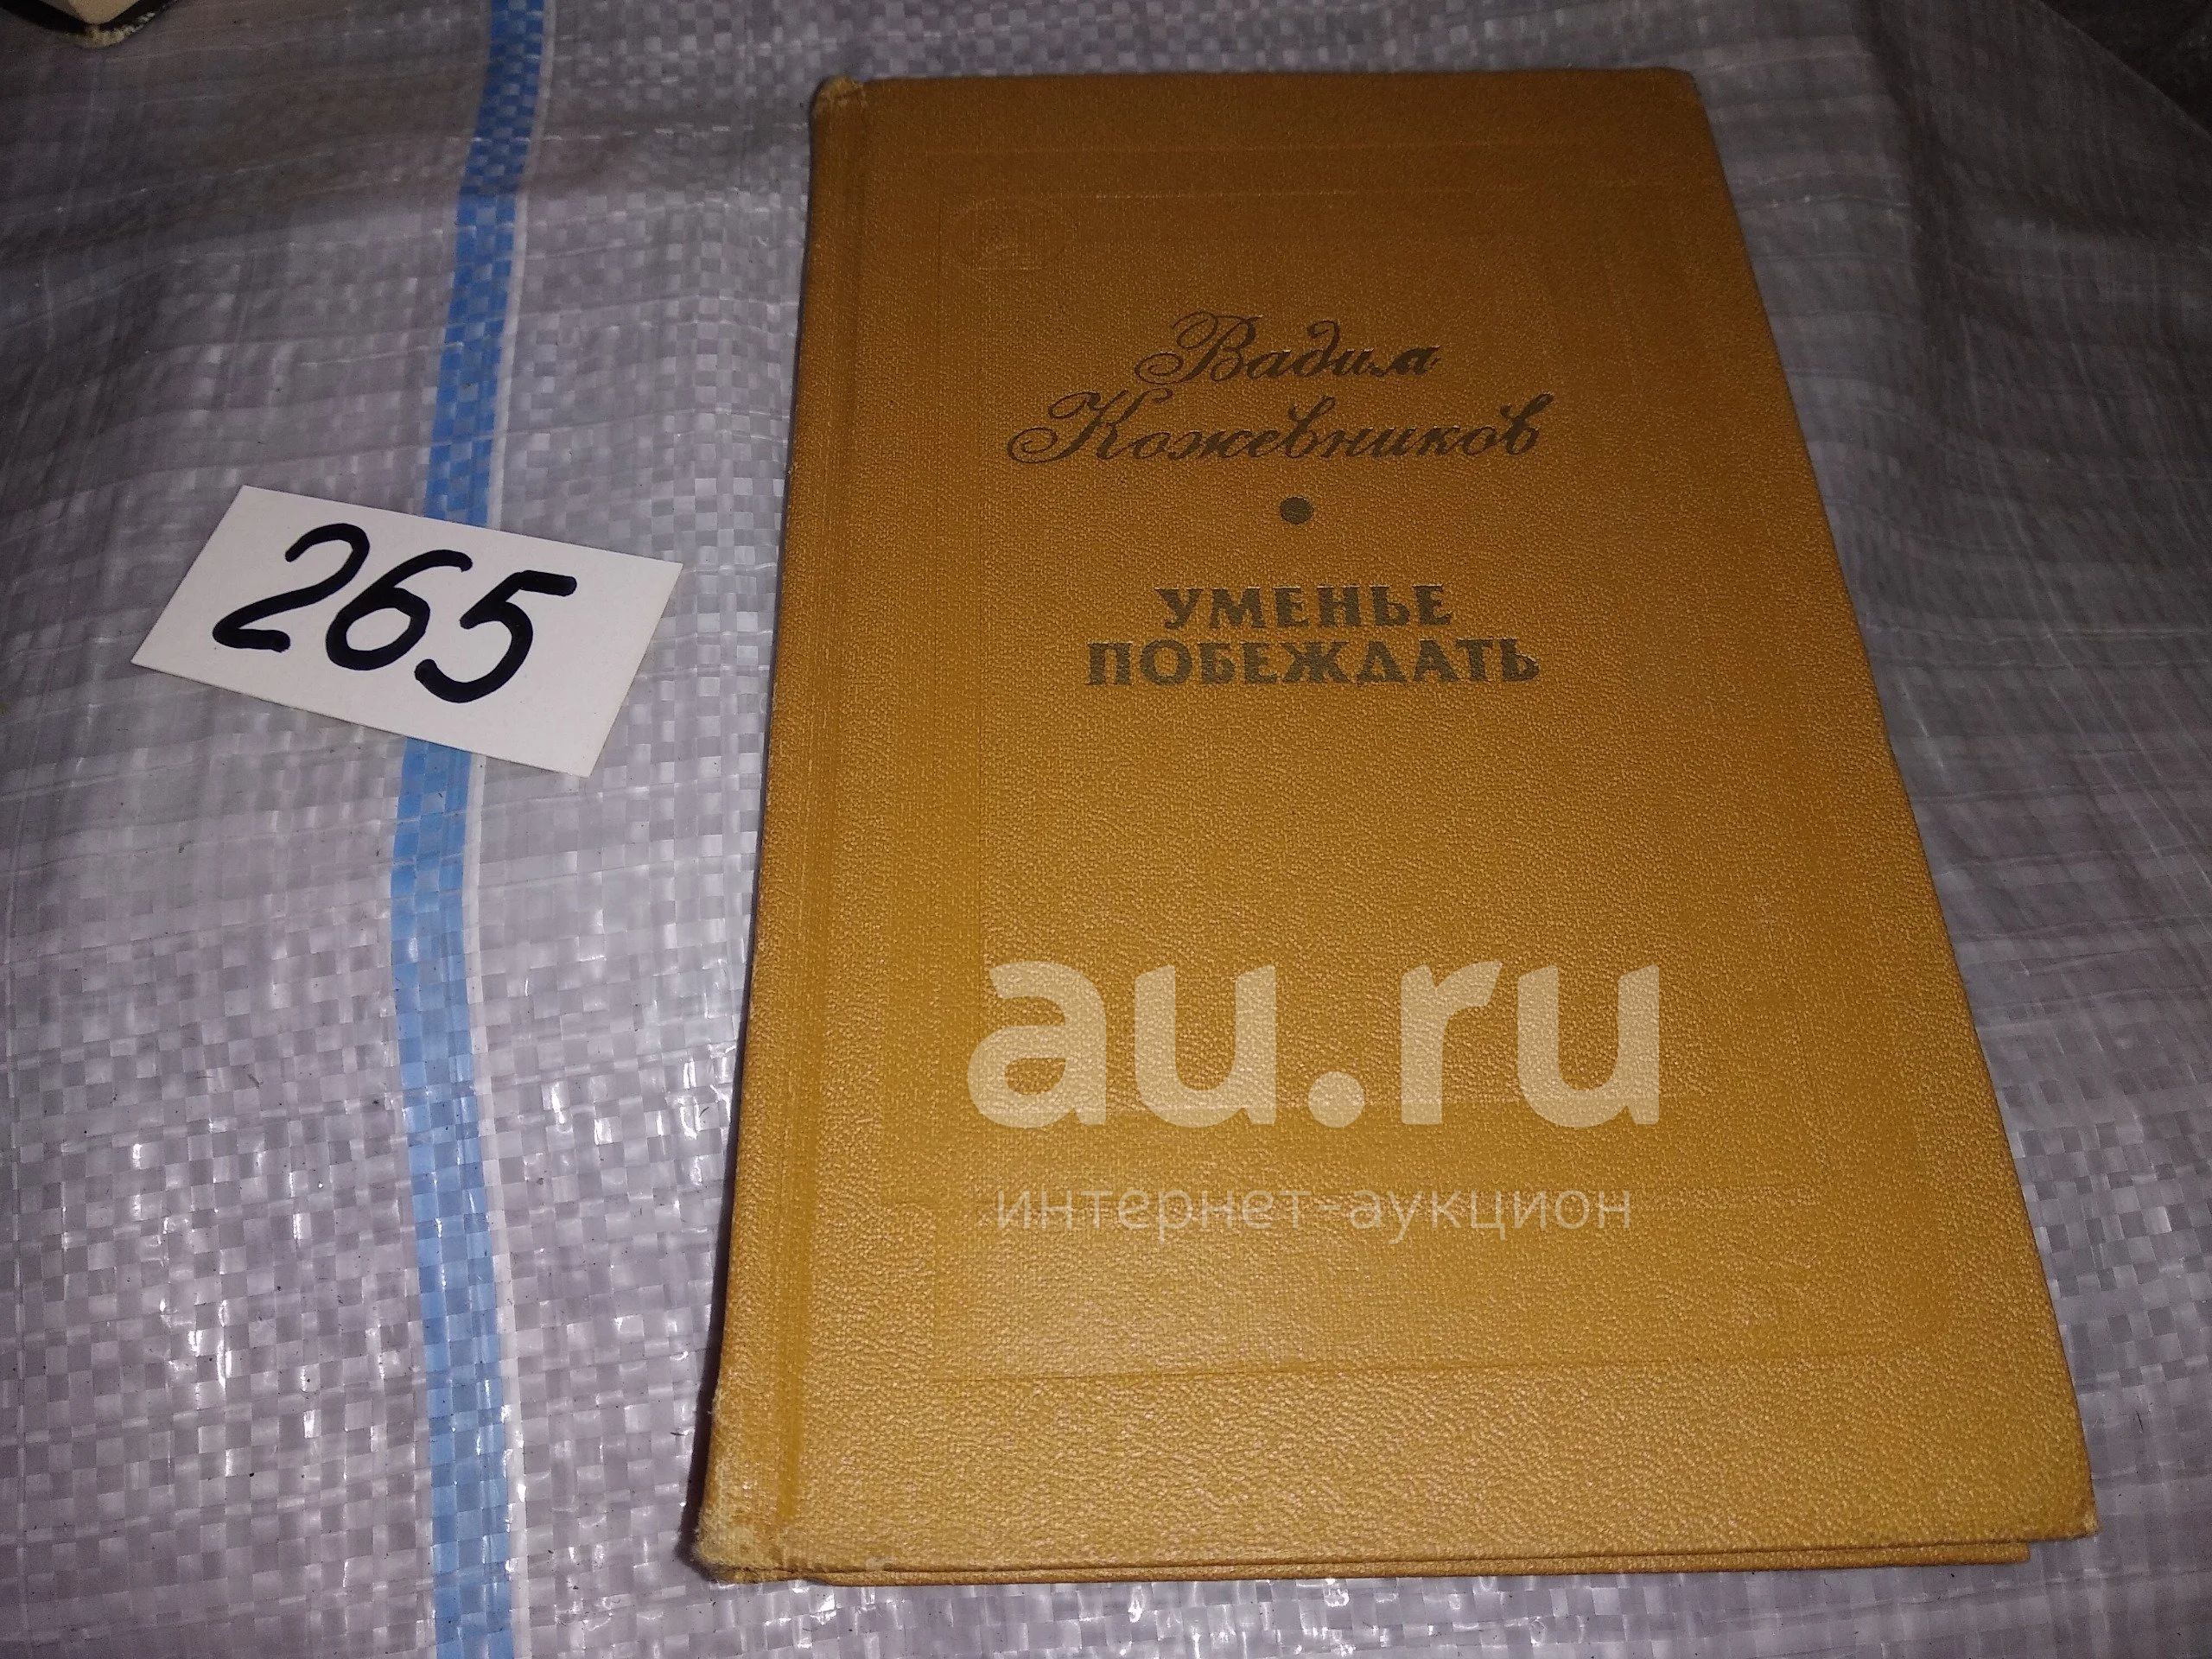 Вадим
Кожевников
УМЕНЬЕ
ПОБЕЖДАТЬ
265
au.ru
интернет-аукцион